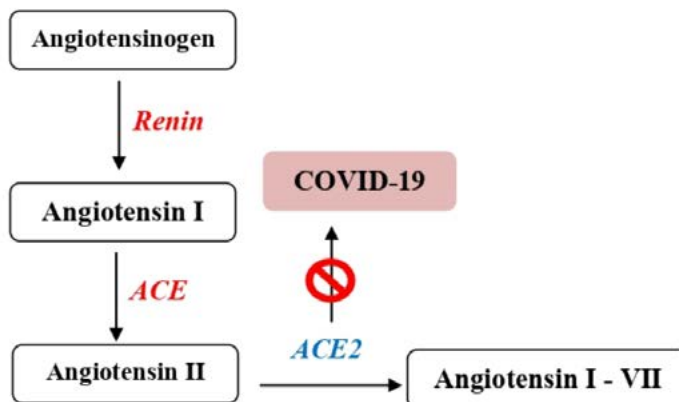 Angiotensinogen
Renin
COVID-19
Angiotensin I
ACE
ACE2
Angiotensin II
Angiotensin I - VII